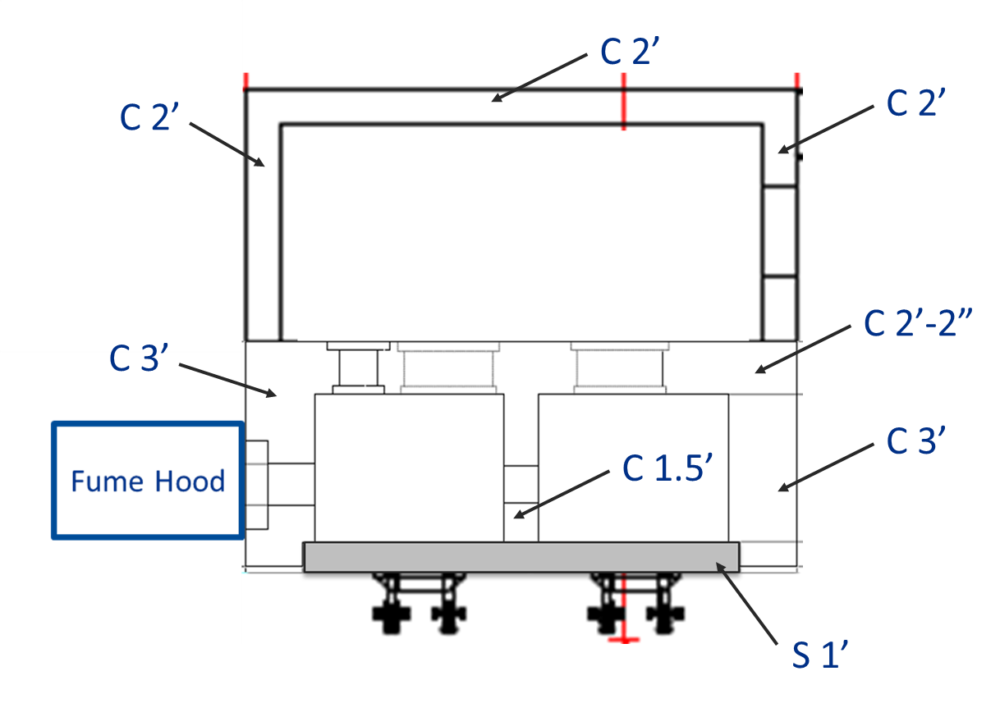 C 2’
C 2’
C 2’
C 2’-2”
C 3’
C 3’
C 1.5’
Fume Hood
S 1’